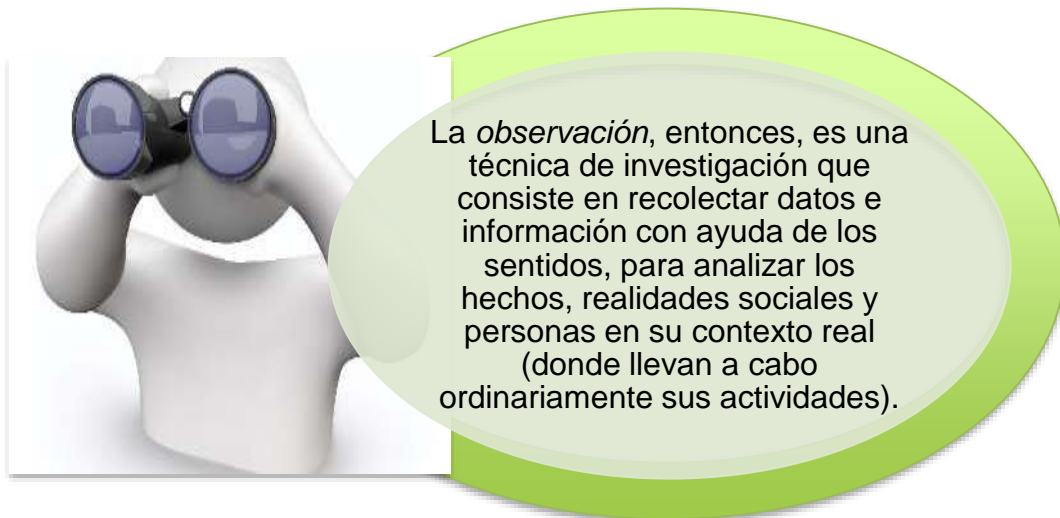 La observación, entonces, es una
técnica de investigación que
consiste en recolectar datos e
información con ayuda de los
sentidos, para analizar los
hechos, realidades sociales y
personas en su contexto real
(donde llevan a cabo
ordinariamente sus actividades).